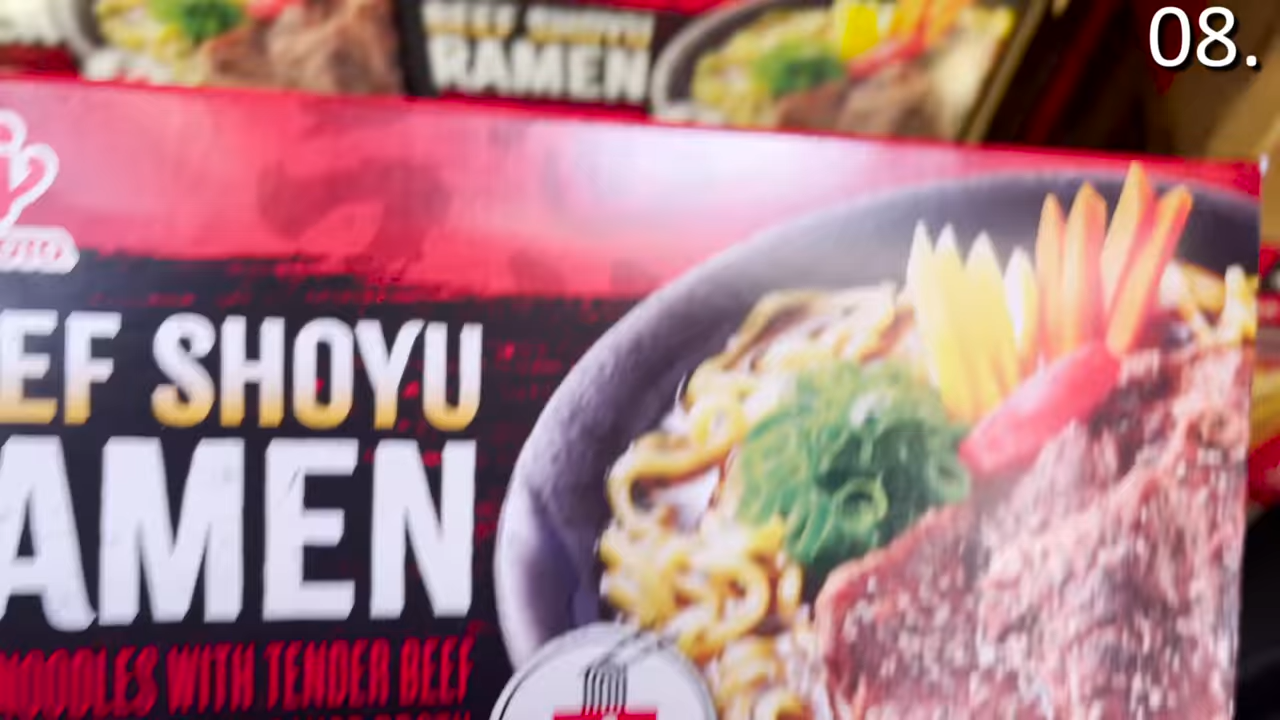 08.
BEEF SHOYU
RAMEN
EF SHOYU
AMEN
NOODLES WITH TENDER BEEF